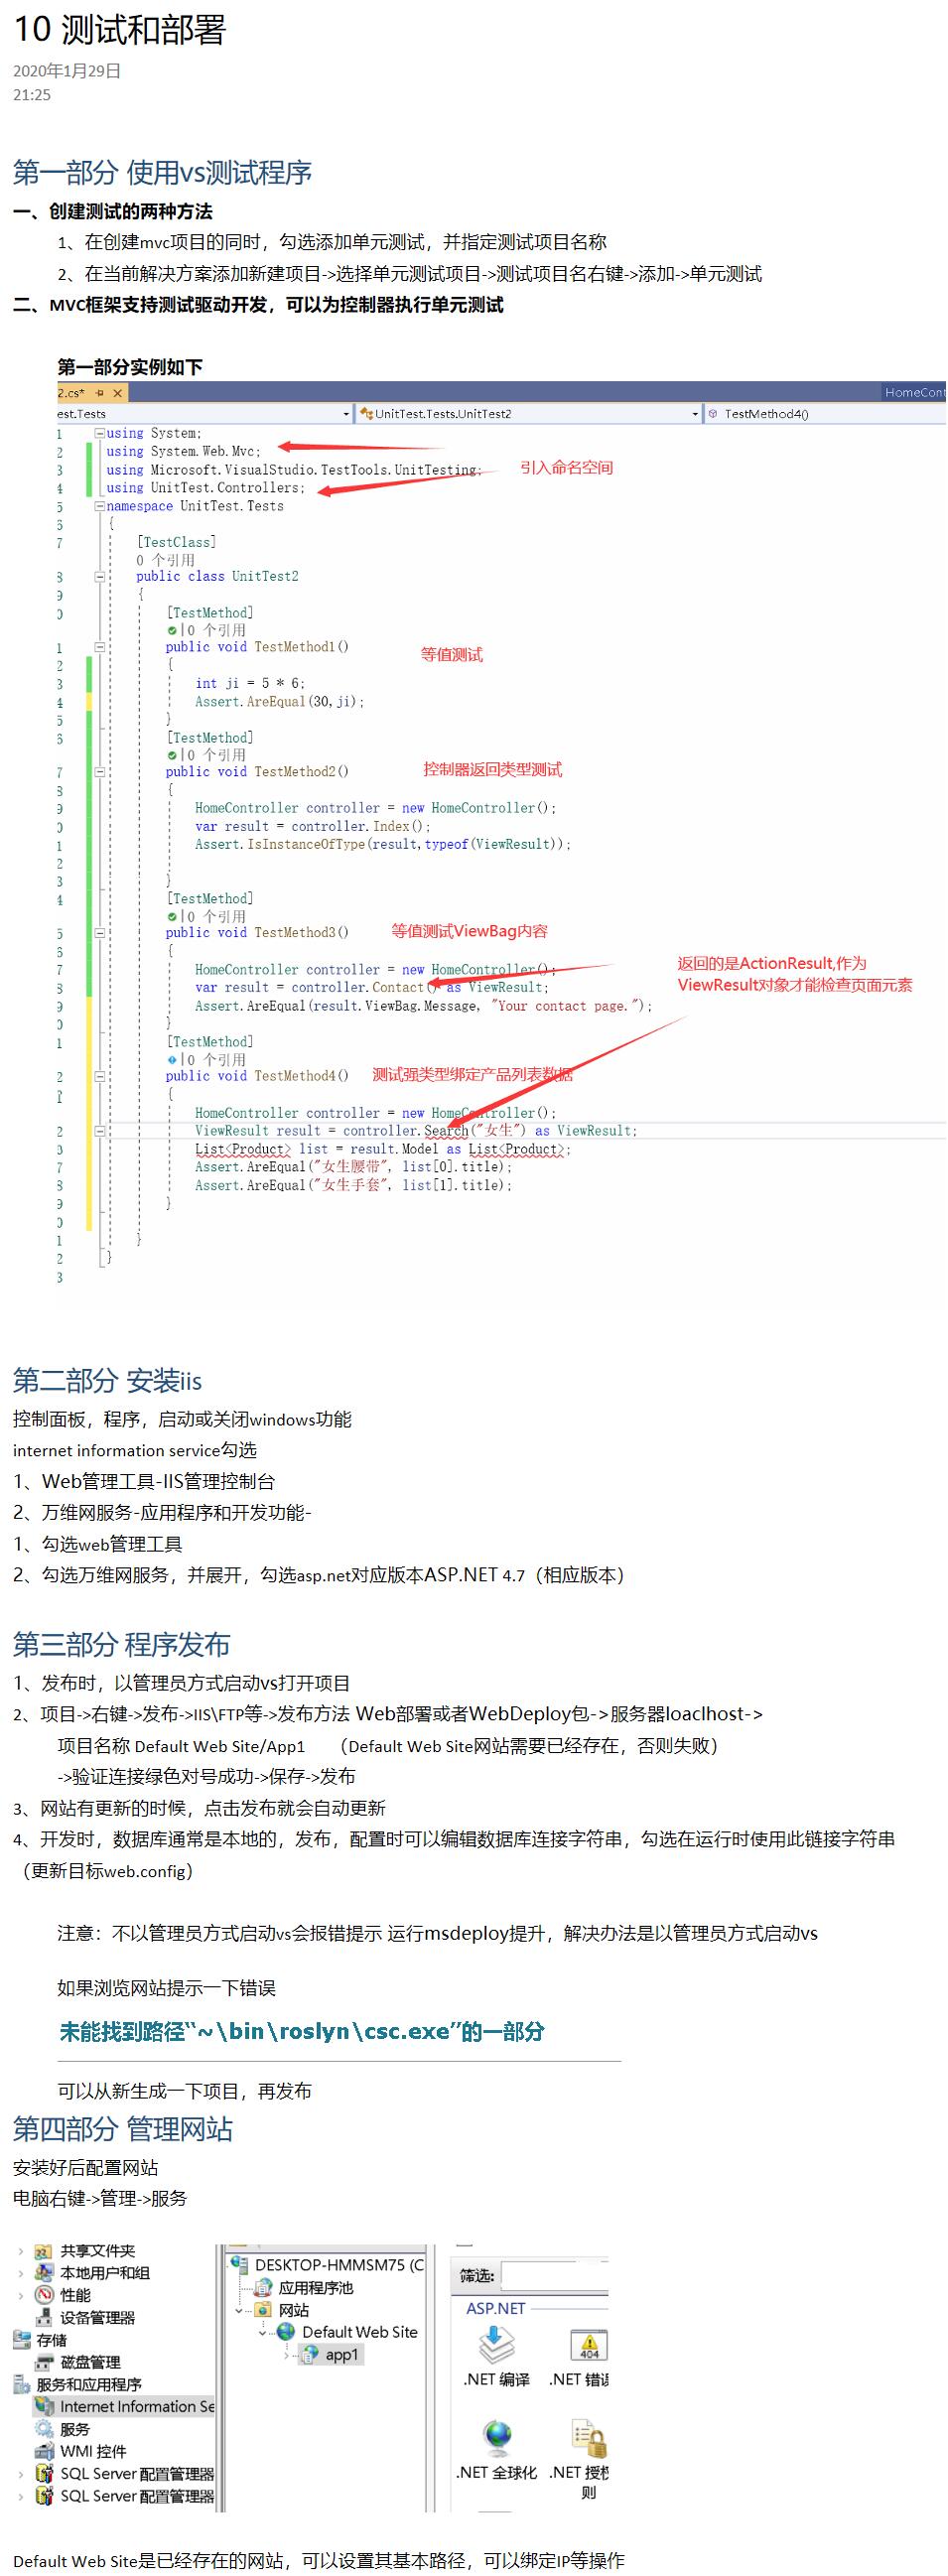 10 测试和部署
2020年1月29日
21:25
第一部分 使用vs测试程序
一、创建测试的两种方法
1、在创建mvc项目的同时，勾选添加单元测试，并指定测试项目名称
2、在当前解决方案添加新建项目->选择单元测试项目->测试项目名右键->添加->单元测试
二、MVC框架支持测试驱动开发，可以为控制器执行单元测试
第一部分实例如下
2.cs*
HomeCont
est.Tests UnitTest.Tests.UnitTest2 TestMethod4()
1 using System;
2 using System.Web.Mvc;
3 using Microsoft.VisualStudio.TestTools.UnitTesting; 引入命名空间
4 using UnitTest.Controllers;
5 namespace UnitTest.Tests
6 {
7 [TestClass]
0 个引用
8 public class UnitTest2
9 {
0 [TestMethod]
|0 个引用
1 public void TestMethod1() 等值测试
2 {
3 int ji = 5 * 6;
4 Assert.AreEqual(30,ji);
5 }
6 [TestMethod]
|0 个引用
7 public void TestMethod2() 控制器返回类型测试
8 {
9 HomeController controller = new HomeController();
0 var result = controller.Index();
1 Assert.IsInstanceOfType(result,typeof(ViewResult));
2
3 }
4 [TestMethod]
|0 个引用
5 public void TestMethod3() 等值测试ViewBag内容
6 {
7 HomeController controller = new HomeController();
8 var result = controller.Contact() as ViewResult;
9 Assert.AreEqual(result.ViewBag.Message, "Your contact page.");
0 }
返回的是ActionResult,作为
ViewResult对象才能检查页面元素
1 [TestMethod]
|0 个引用
2 public void TestMethod4() 测试强类型绑定产品列表数据
{
HomeController controller = new HomeController();
2 ViewResult result = controller.Search("女生") as ViewResult;
6 List<Product> list = result.Model as List<Product>;
7 Assert.AreEqual("女生腰带", list[0].title);
8 Assert.AreEqual("女生手套", list[1].title);
9 }
0
1 }
2 }
3
第二部分 安装iis
控制面板，程序，启动或关闭windows功能
internet information service勾选
1、Web管理工具-IIS管理控制台
2、万维网服务-应用程序和开发功能-
1、勾选web管理工具
2、勾选万维网服务，并展开，勾选asp.net对应版本ASP.NET 4.7（相应版本）
第三部分 程序发布
1、发布时，以管理员方式启动vs打开项目
2、项目->右键->发布->IIS\FTP等->发布方法 Web部署或者WebDeploy包->服务器loaclhost->
项目名称 Default Web Site/App1 （Default Web Site网站需要已经存在，否则失败）
->验证连接绿色对号成功->保存->发布
3、网站有更新的时候，点击发布就会自动更新
4、开发时，数据库通常是本地的，发布，配置时可以编辑数据库连接字符串，勾选在运行时使用此链接字符串
（更新目标web.config）
注意：不以管理员方式启动vs会报错提示 运行msdeploy提升，解决办法是以管理员方式启动vs
如果浏览网站提示一下错误
未能找到路径“~\bin\roslyn\csc.exe”的一部分
可以从新生成一下项目，再发布
第四部分 管理网站
安装好后配置网站
电脑右键->管理->服务
共享文件夹
本地用户和组
性能
设备管理器
存储
磁盘管理
服务和应用程序
Internet Information Se
服务
WMI 控件
SQL Server 配置管理器
SQL Server 配置管理器
DESKTOP-HMMSM75 (C
应用程序池
网站
Default Web Site
app1
筛选:
ASP.NET
404
.NET 编译 .NET 错误
.NET 全球化 .NET 授权
则
Default Web Site是已经存在的网站，可以设置其基本路径，可以绑定IP等操作